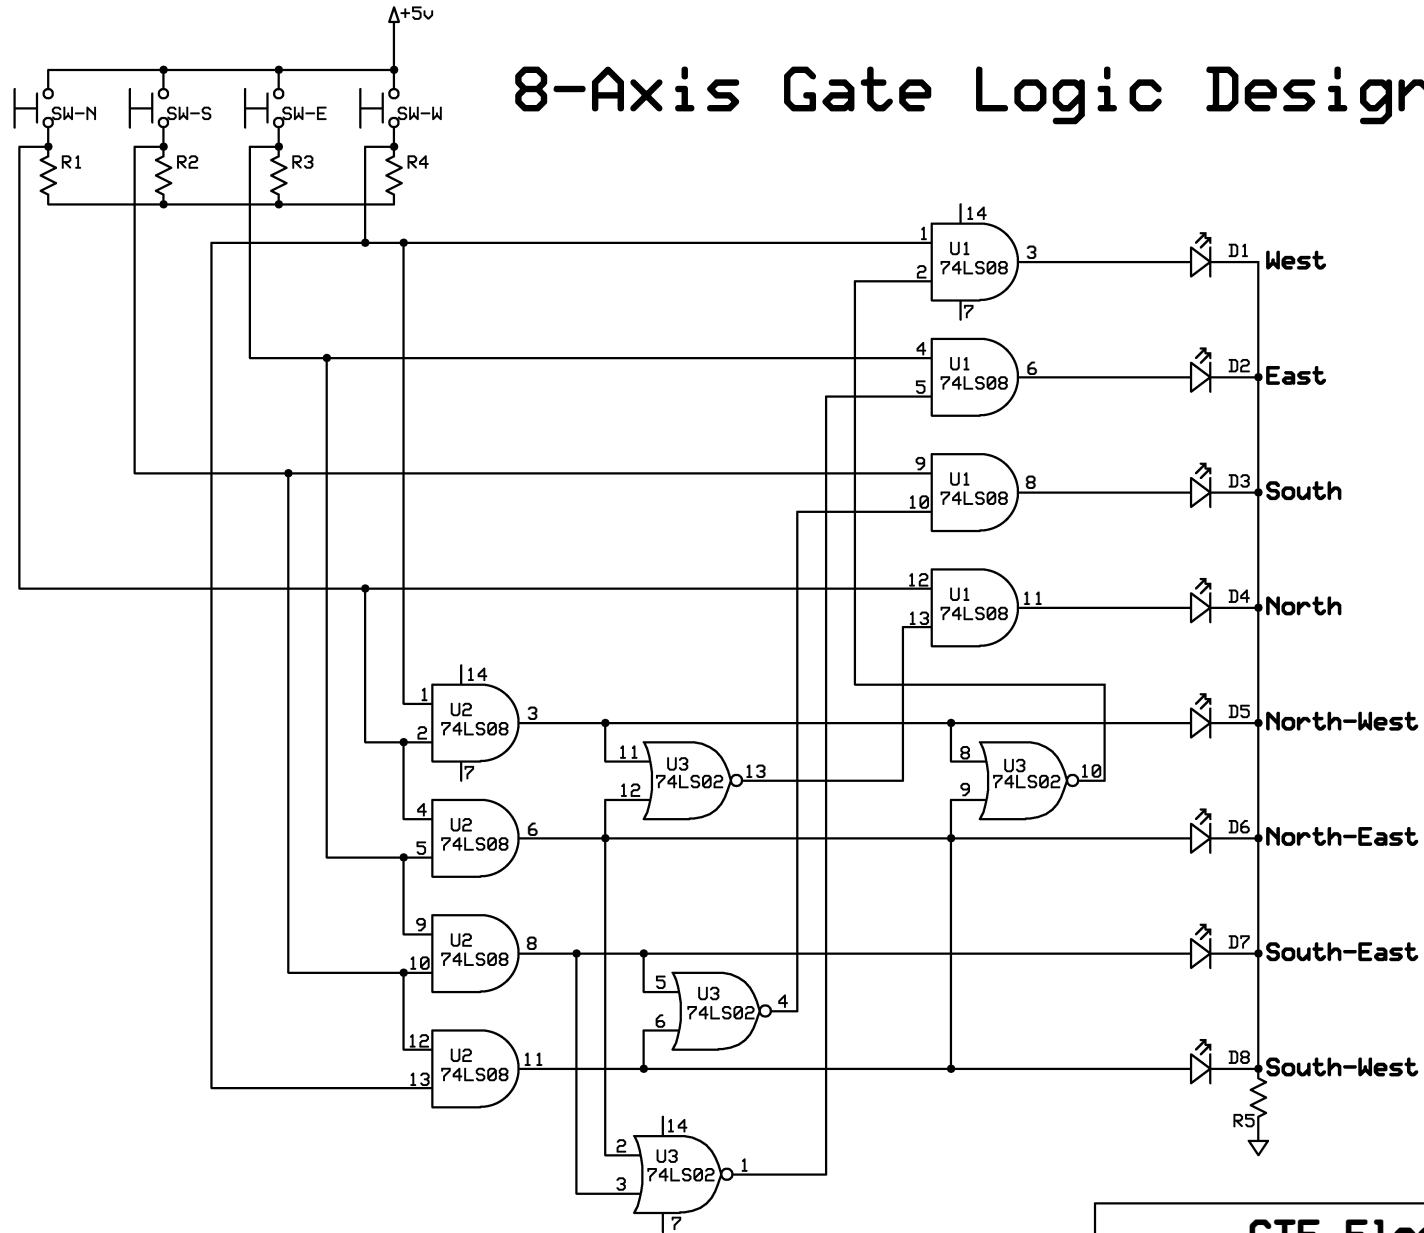 +5v
8-Axis Gate Logic Design
SW-N
SW-S
SW-E
SW-W
R1
R2
R3
R4
14
1
U1
74LS08
3
2
7
D1
West
4
U1
74LS08
6
5
D2
East
9
U1
74LS08
8
10
D3
South
12
U1
74LS08
11
13
D4
North
14
1
U2
74LS08
3
2
7
D5
North-West
11
U3
74LS02
13
12
8
U3
74LS02
10
9
4
U2
74LS08
6
5
D6
North-East
9
U2
74LS08
8
10
D7
South-East
5
U3
74LS02
4
6
12
U2
74LS08
11
13
D8
South-West
R5
14
2
U3
74LS02
1
3
7